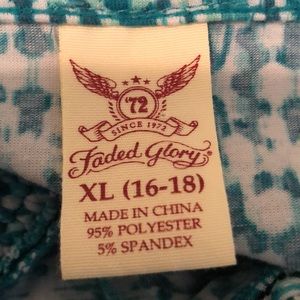 '72
SINCE 1972
Faded Glory®
XL (16-18)
MADE IN CHINA
95% POLYESTER
5% SPANDEX